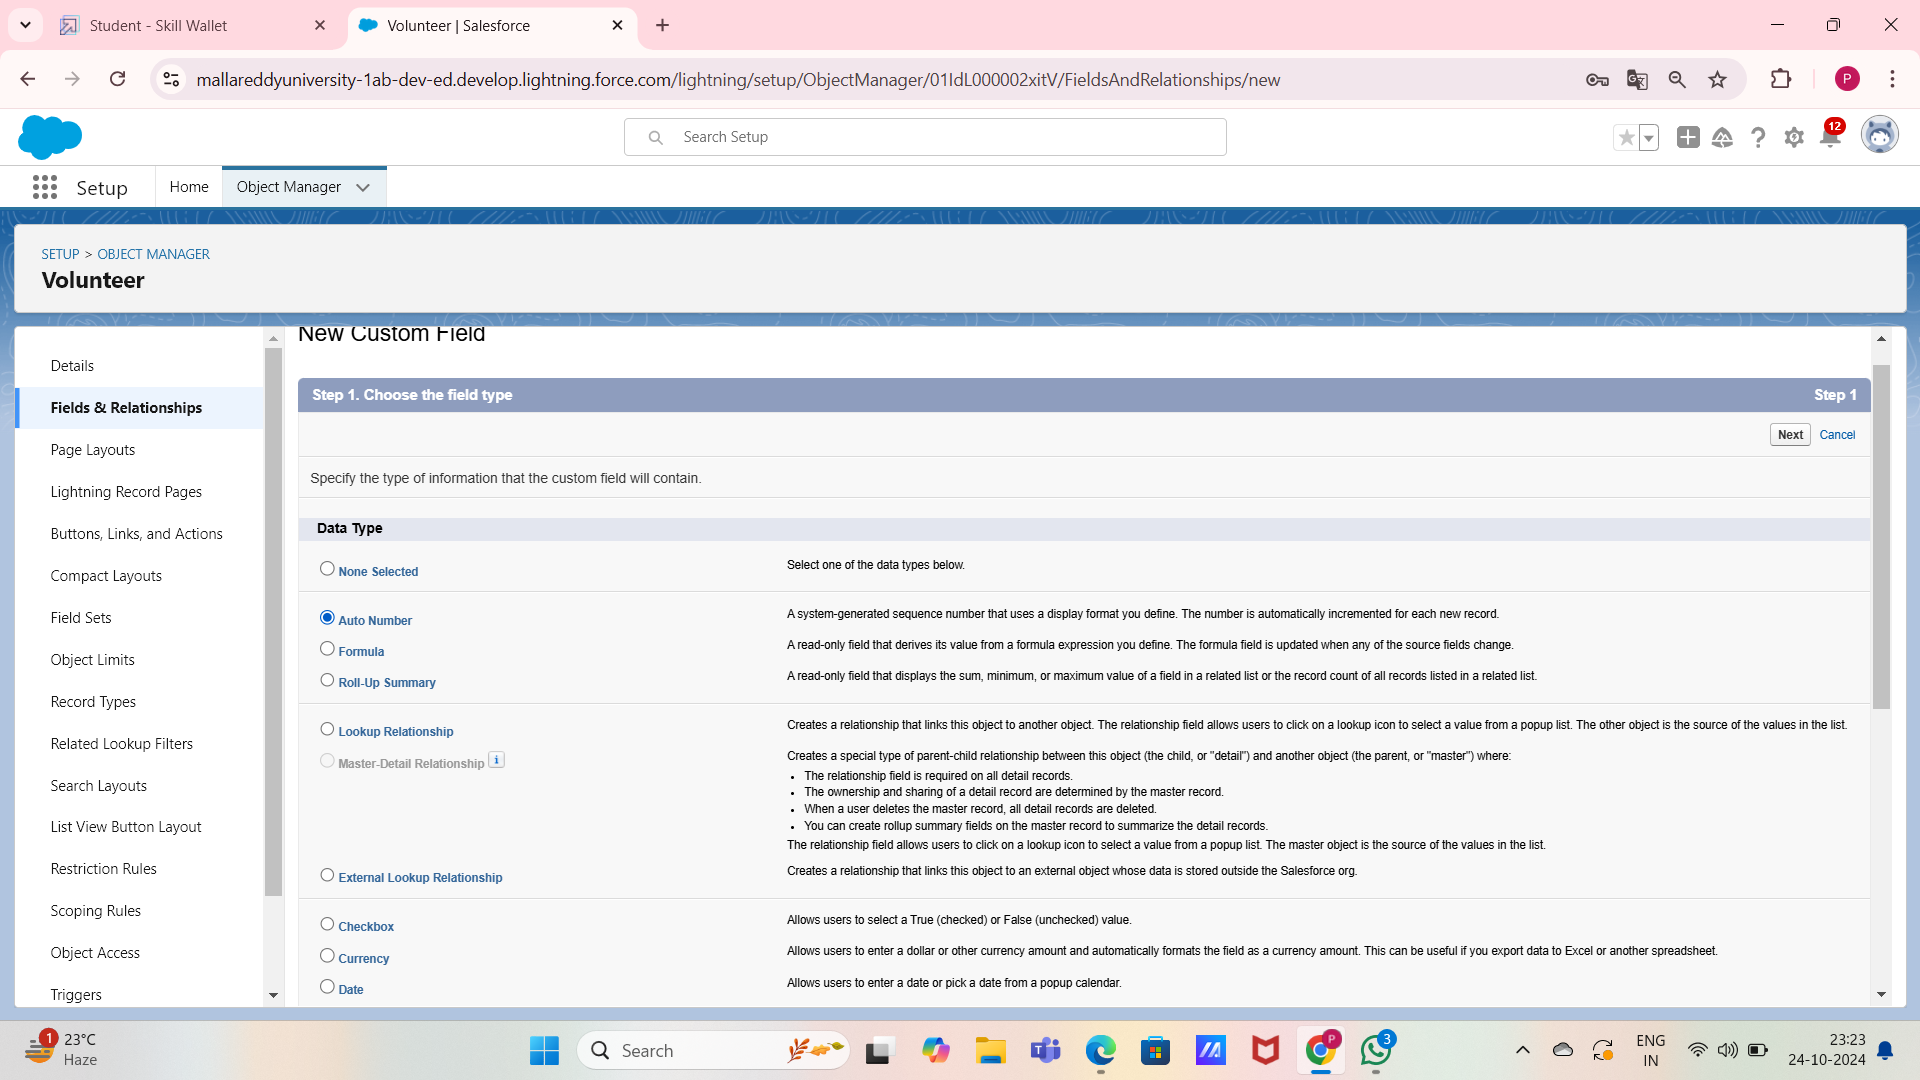 Student - Skill Wallet
Volunteer | Salesforce
mallareddyuniversity-1ab-dev-ed.develop.lightning.force.com/lightning/setup/ObjectManager/01IdL000002xitV/FieldsAndRelationships/new
P
Search Setup
12
Setup
Home
Object Manager
SETUP > OBJECT MANAGER
Volunteer
Details
Fields & Relationships
Page Layouts
Lightning Record Pages
Buttons, Links, and Actions
Compact Layouts
Field Sets
Object Limits
Record Types
Related Lookup Filters
Search Layouts
List View Button Layout
Restriction Rules
Scoping Rules
Object Access
Triggers
New Custom Field
Step 1. Choose the field type
Step 1
Next
Cancel
Specify the type of information that the custom field will contain.
Data Type
None Selected
Select one of the data types below.
Auto Number
A system-generated sequence number that uses a display format you define. The number is automatically incremented for each new record.
Formula
A read-only field that derives its value from a formula expression you define. The formula field is updated when any of the source fields change.
Roll-Up Summary
A read-only field that displays the sum, minimum, or maximum value of a field in a related list or the record count of all records listed in a related list.
Lookup Relationship
Creates a relationship that links this object to another object. The relationship field allows users to click on a lookup icon to select a value from a popup list. The other object is the source of the values in the list.
Master-Detail Relationship i
Creates a special type of parent-child relationship between this object (the child, or "detail") and another object (the parent, or "master") where:
• The relationship field is required on all detail records.
• The ownership and sharing of a detail record are determined by the master record.
• When a user deletes the master record, all detail records are deleted.
• You can create rollup summary fields on the master record to summarize the detail records.
The relationship field allows users to click on a lookup icon to select a value from a popup list. The master object is the source of the values in the list.
External Lookup Relationship
Creates a relationship that links this object to an external object whose data is stored outside the Salesforce org.
Checkbox
Allows users to select a True (checked) or False (unchecked) value.
Currency
Allows users to enter a dollar or other currency amount and automatically formats the field as a currency amount. This can be useful if you export data to Excel or another spreadsheet.
Date
Allows users to enter a date or pick a date from a popup calendar.
1
23°C
Haze
Search
P
3
ENG
IN
23:23
24-10-2024